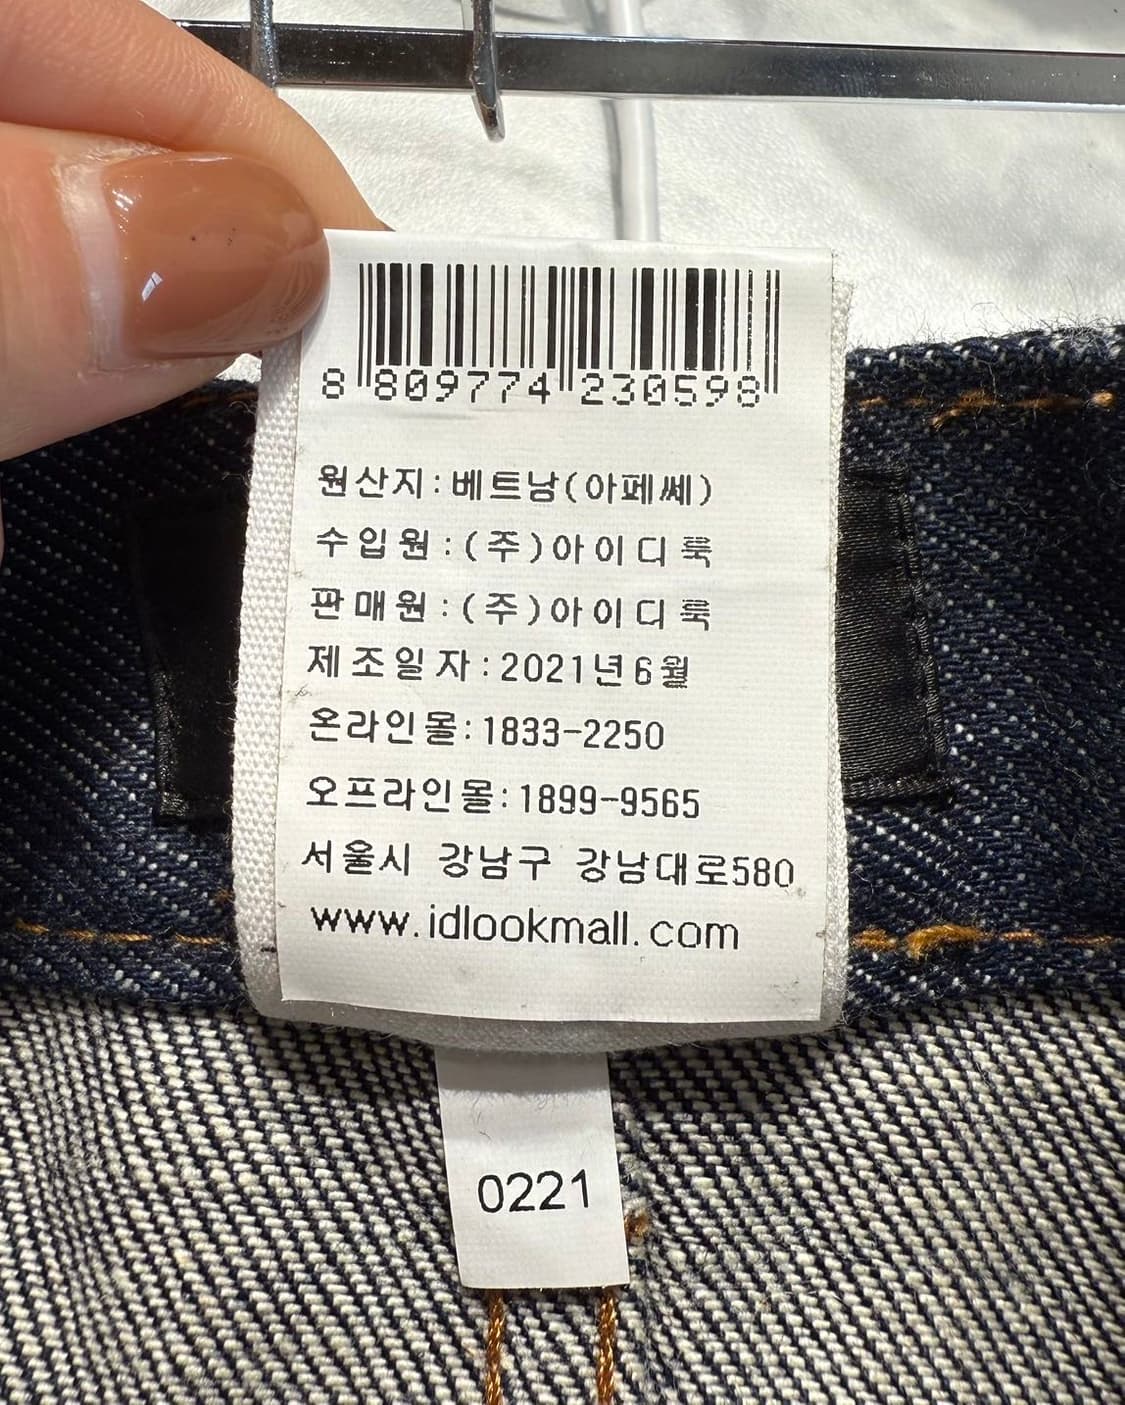 8 809774 230598
원산지:베트남(아페쎄)
수입원:(주)아이디룩
판매원:(주)아이디룩
제조일자:2021년6월
온라인몰:1833-2250
오프라인몰:1899-9565
서울시 강남구 강남대로580
www.idlookmall.com
0221